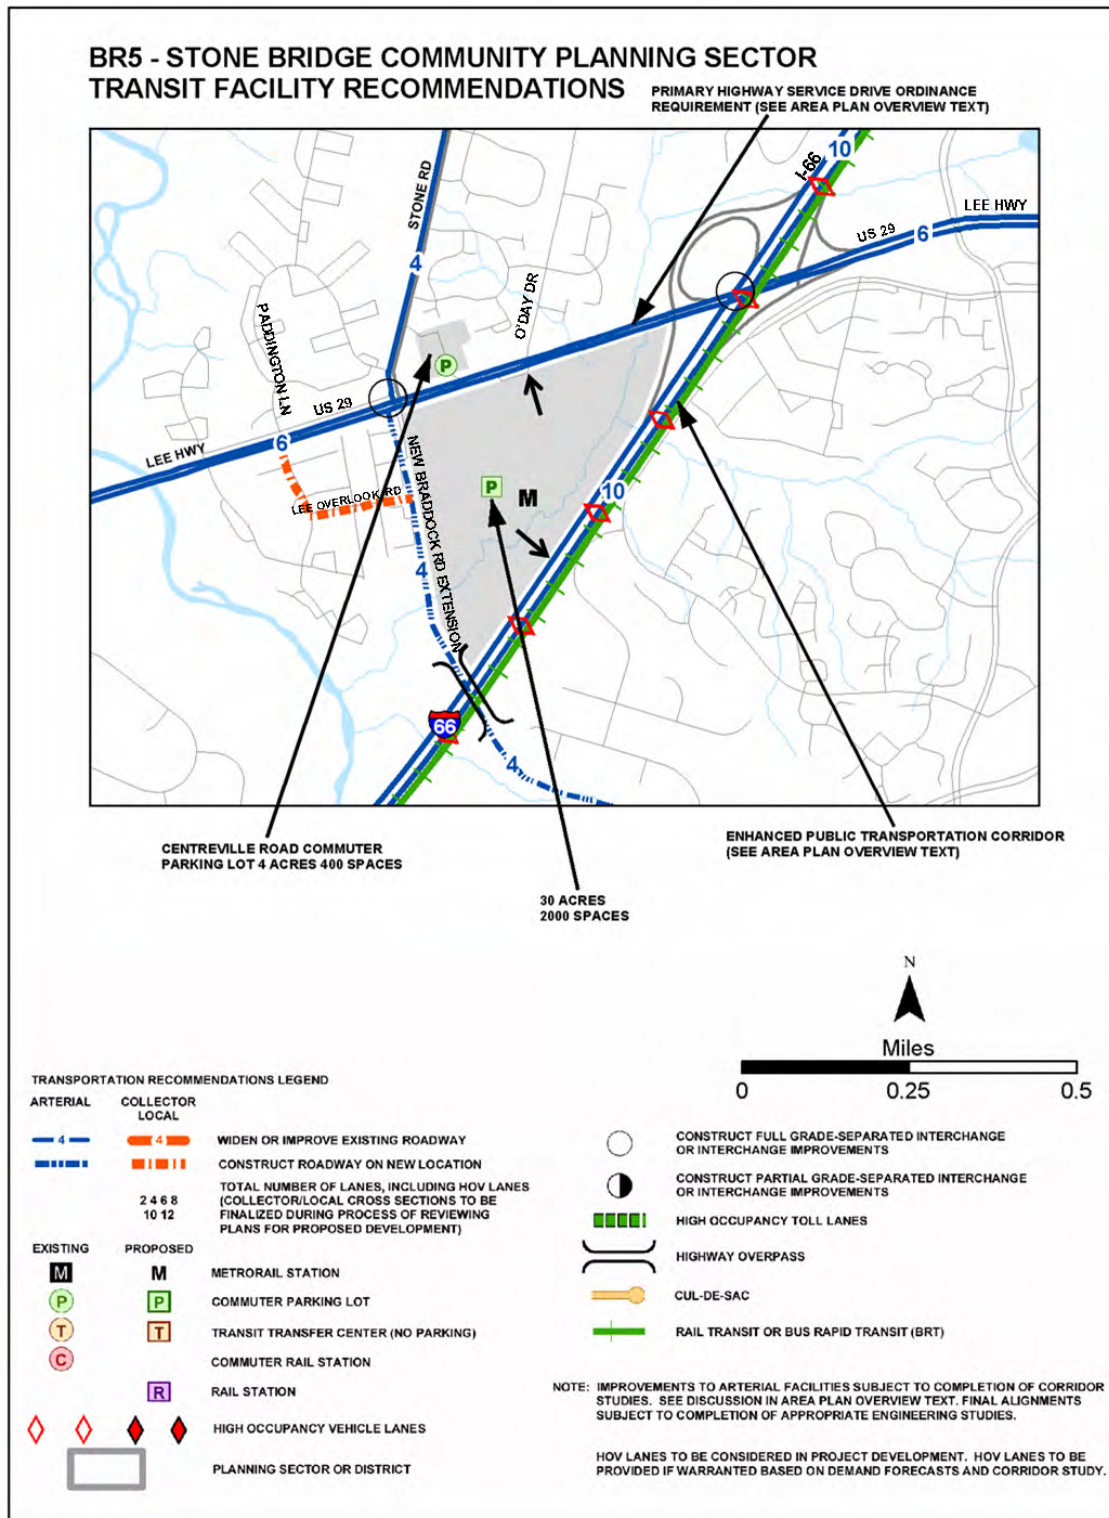 BR5 - STONE BRIDGE COMMUNITY PLANNING SECTOR
TRANSIT FACILITY RECOMMENDATIONS
PRIMARY HIGHWAY SERVICE DRIVE ORDINANCE
REQUIREMENT (SEE AREA PLAN OVERVIEW TEXT)
10
I-66
STONE RD
LEE HWY
US 29
6
4
O'DAY DR
PADDINGTON LN
P
US 29
6
LEE HWY
NEW BRADDOCK RD EXTENSION
LEE OVERLOOK RD
P
M
10
4
66
4
CENTREVILLE ROAD COMMUTER
PARKING LOT 4 ACRES 400 SPACES
ENHANCED PUBLIC TRANSPORTATION CORRIDOR
(SEE AREA PLAN OVERVIEW TEXT)
30 ACRES
2000 SPACES
N
Miles
0 0.25 0.5
TRANSPORTATION RECOMMENDATIONS LEGEND
ARTERIAL COLLECTOR
LOCAL
4 4 WIDEN OR IMPROVE EXISTING ROADWAY
CONSTRUCT ROADWAY ON NEW LOCATION
TOTAL NUMBER OF LANES, INCLUDING HOV LANES
2 4 6 8 (COLLECTOR/LOCAL CROSS SECTIONS TO BE
10 12 FINALIZED DURING PROCESS OF REVIEWING
PLANS FOR PROPOSED DEVELOPMENT)
EXISTING PROPOSED
M M METRORAIL STATION
P P COMMUTER PARKING LOT
T T TRANSIT TRANSFER CENTER (NO PARKING)
C COMMUTER RAIL STATION
R RAIL STATION
HIGH OCCUPANCY VEHICLE LANES
PLANNING SECTOR OR DISTRICT
CONSTRUCT FULL GRADE-SEPARATED INTERCHANGE
OR INTERCHANGE IMPROVEMENTS
CONSTRUCT PARTIAL GRADE-SEPARATED INTERCHANGE
OR INTERCHANGE IMPROVEMENTS
HIGH OCCUPANCY TOLL LANES
HIGHWAY OVERPASS
CUL-DE-SAC
RAIL TRANSIT OR BUS RAPID TRANSIT (BRT)
NOTE: IMPROVEMENTS TO ARTERIAL FACILITIES SUBJECT TO COMPLETION OF CORRIDOR
STUDIES. SEE DISCUSSION IN AREA PLAN OVERVIEW TEXT. FINAL ALIGNMENTS
SUBJECT TO COMPLETION OF APPROPRIATE ENGINEERING STUDIES.
HOV LANES TO BE CONSIDERED IN PROJECT DEVELOPMENT. HOV LANES TO BE
PROVIDED IF WARRANTED BASED ON DEMAND FORECASTS AND CORRIDOR STUDY.